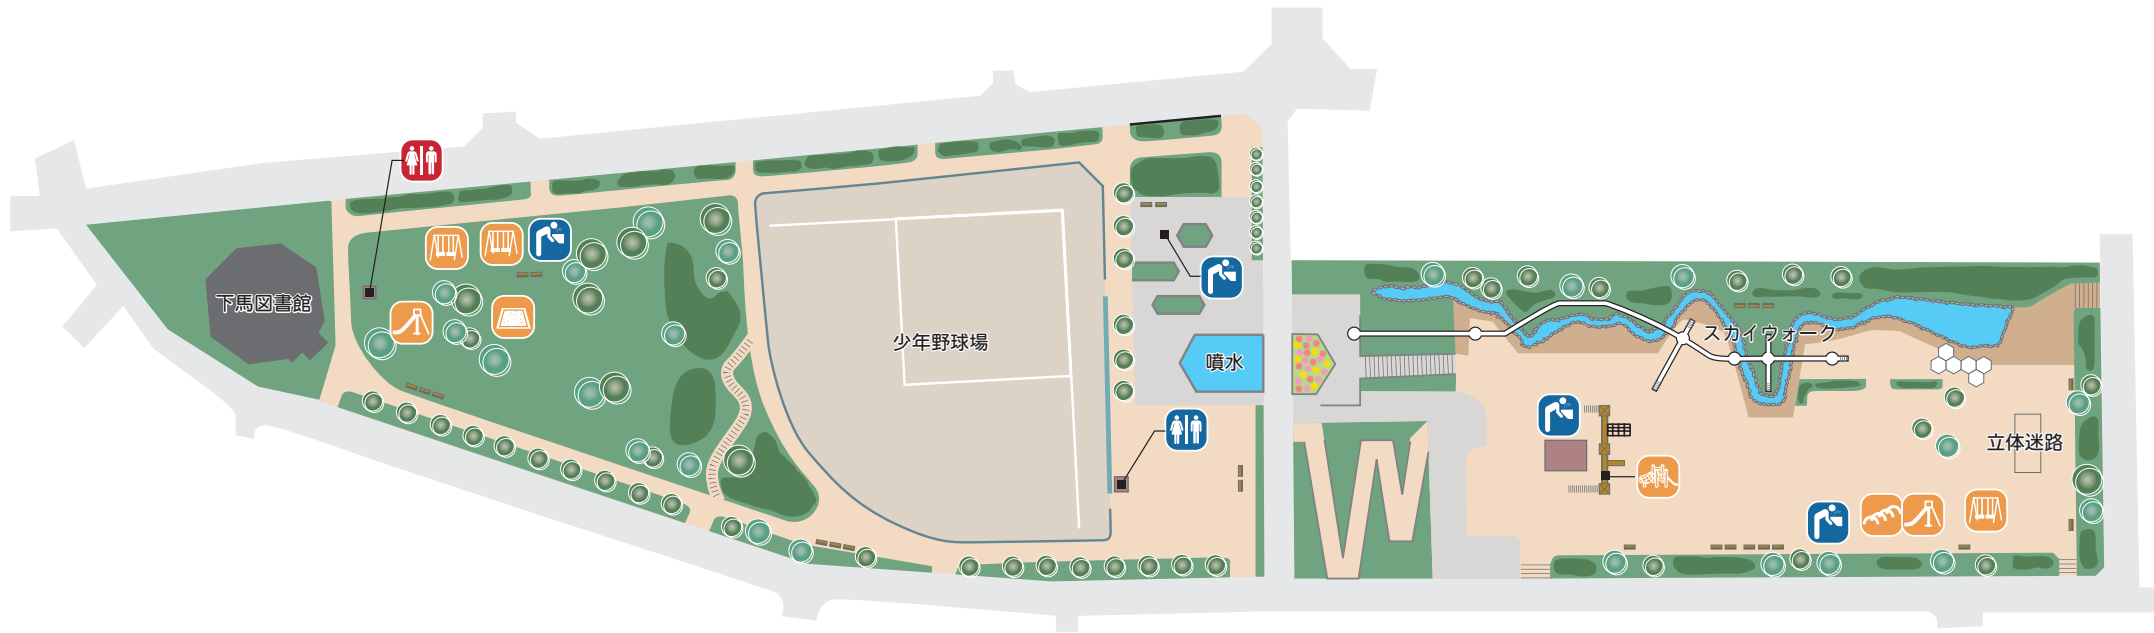 下馬図書館
少年野球場
噴水
スカイウォーク
立体迷路